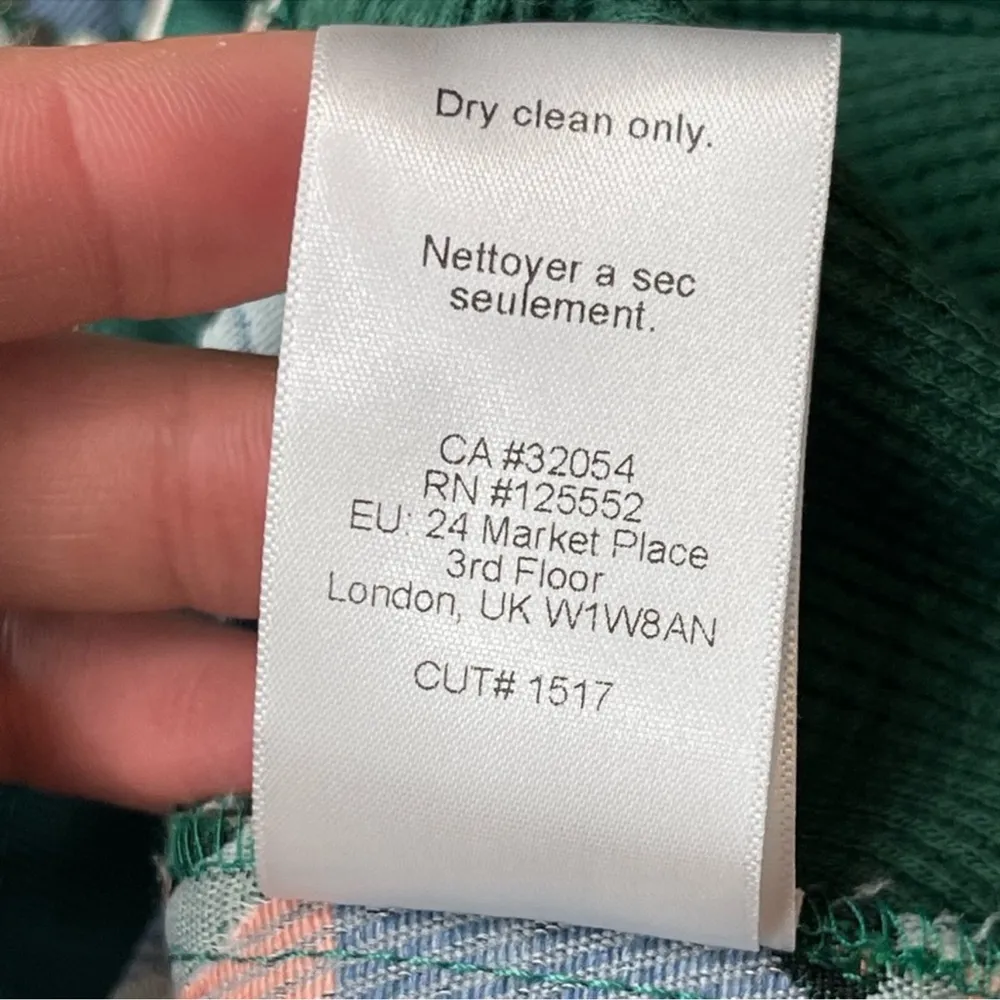 Dry clean only.
Nettoyer a sec
seulement.
CA #32054
RN #125552
EU: 24 Market Place
3rd Floor
London, UK W1W8AN
CUT# 1517